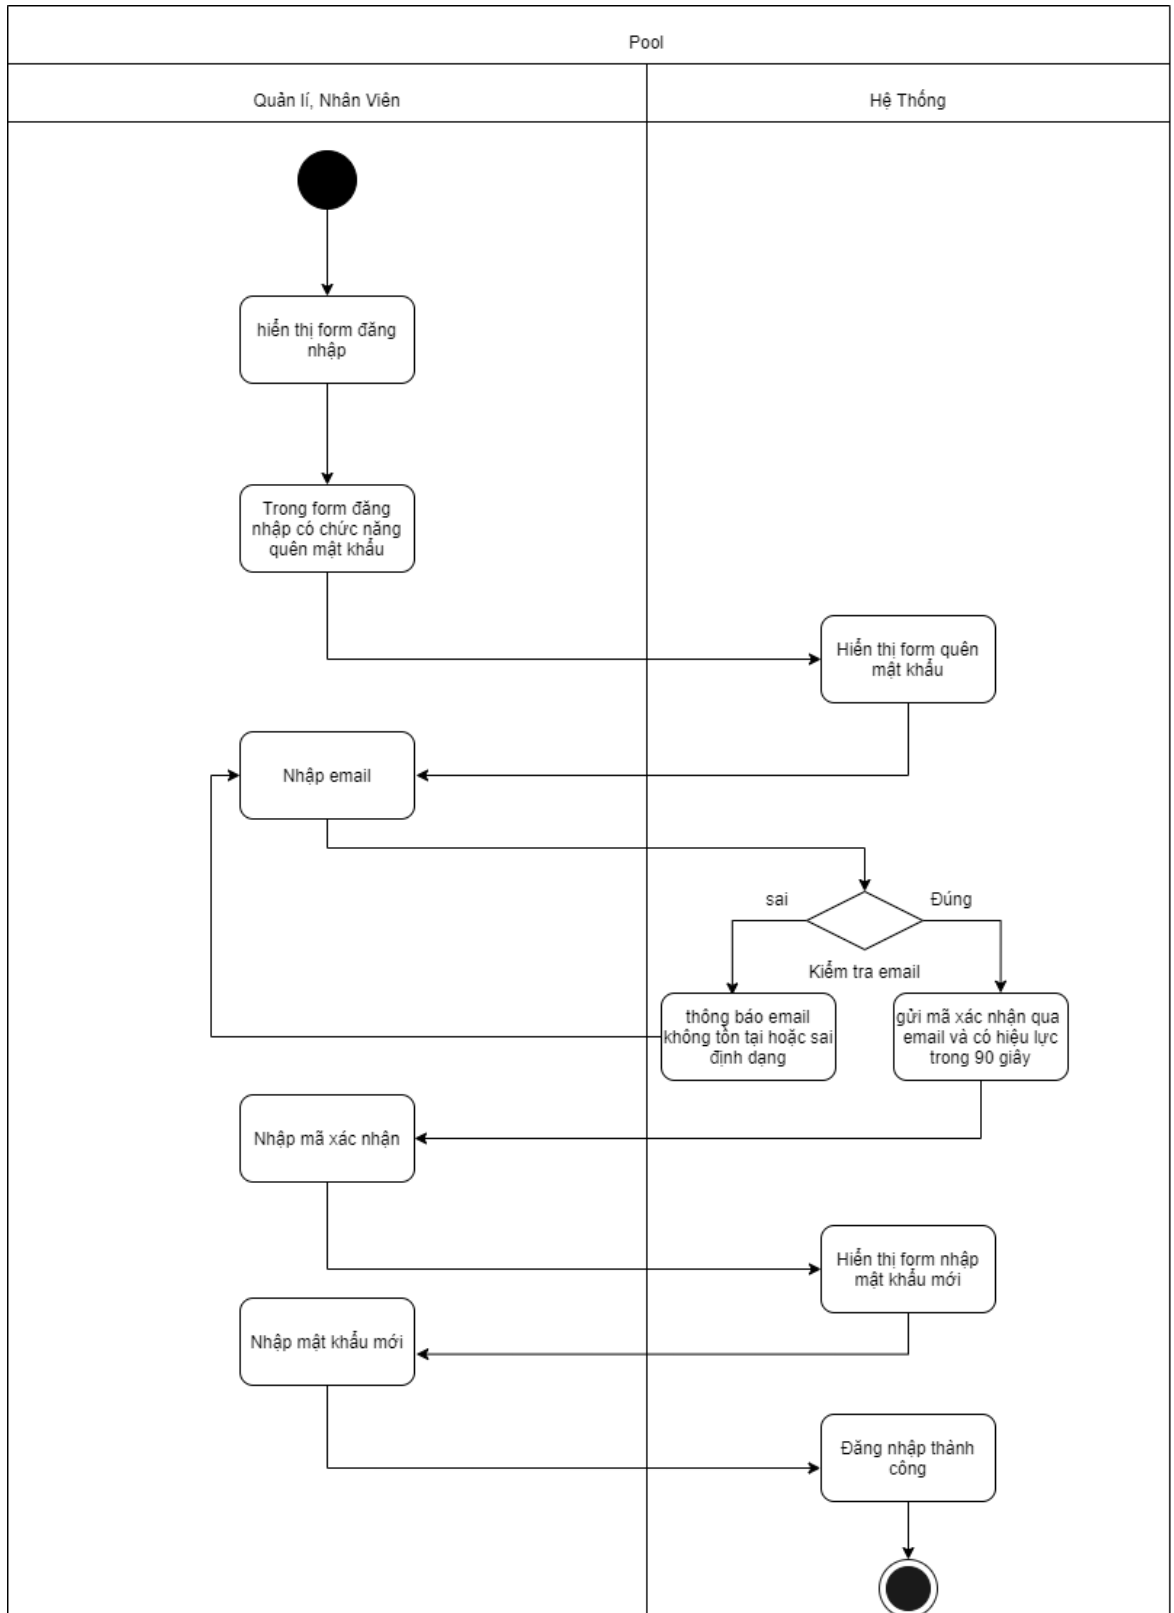 Pool
Quản lí, Nhân Viên
Hệ Thống
hiển thị form đăng
nhập
Trong form đăng
nhập có chức năng
quên mật khẩu
Hiển thị form quên
mật khẩu
Nhập email
sai
Đúng
Kiểm tra email
thông báo email
không tồn tại hoặc sai
định dạng
gửi mã xác nhận qua
email và có hiệu lực
trong 90 giây
Nhập mã xác nhận
Hiển thị form nhập
mật khẩu mới
Nhập mật khẩu mới
Đăng nhập thành
công